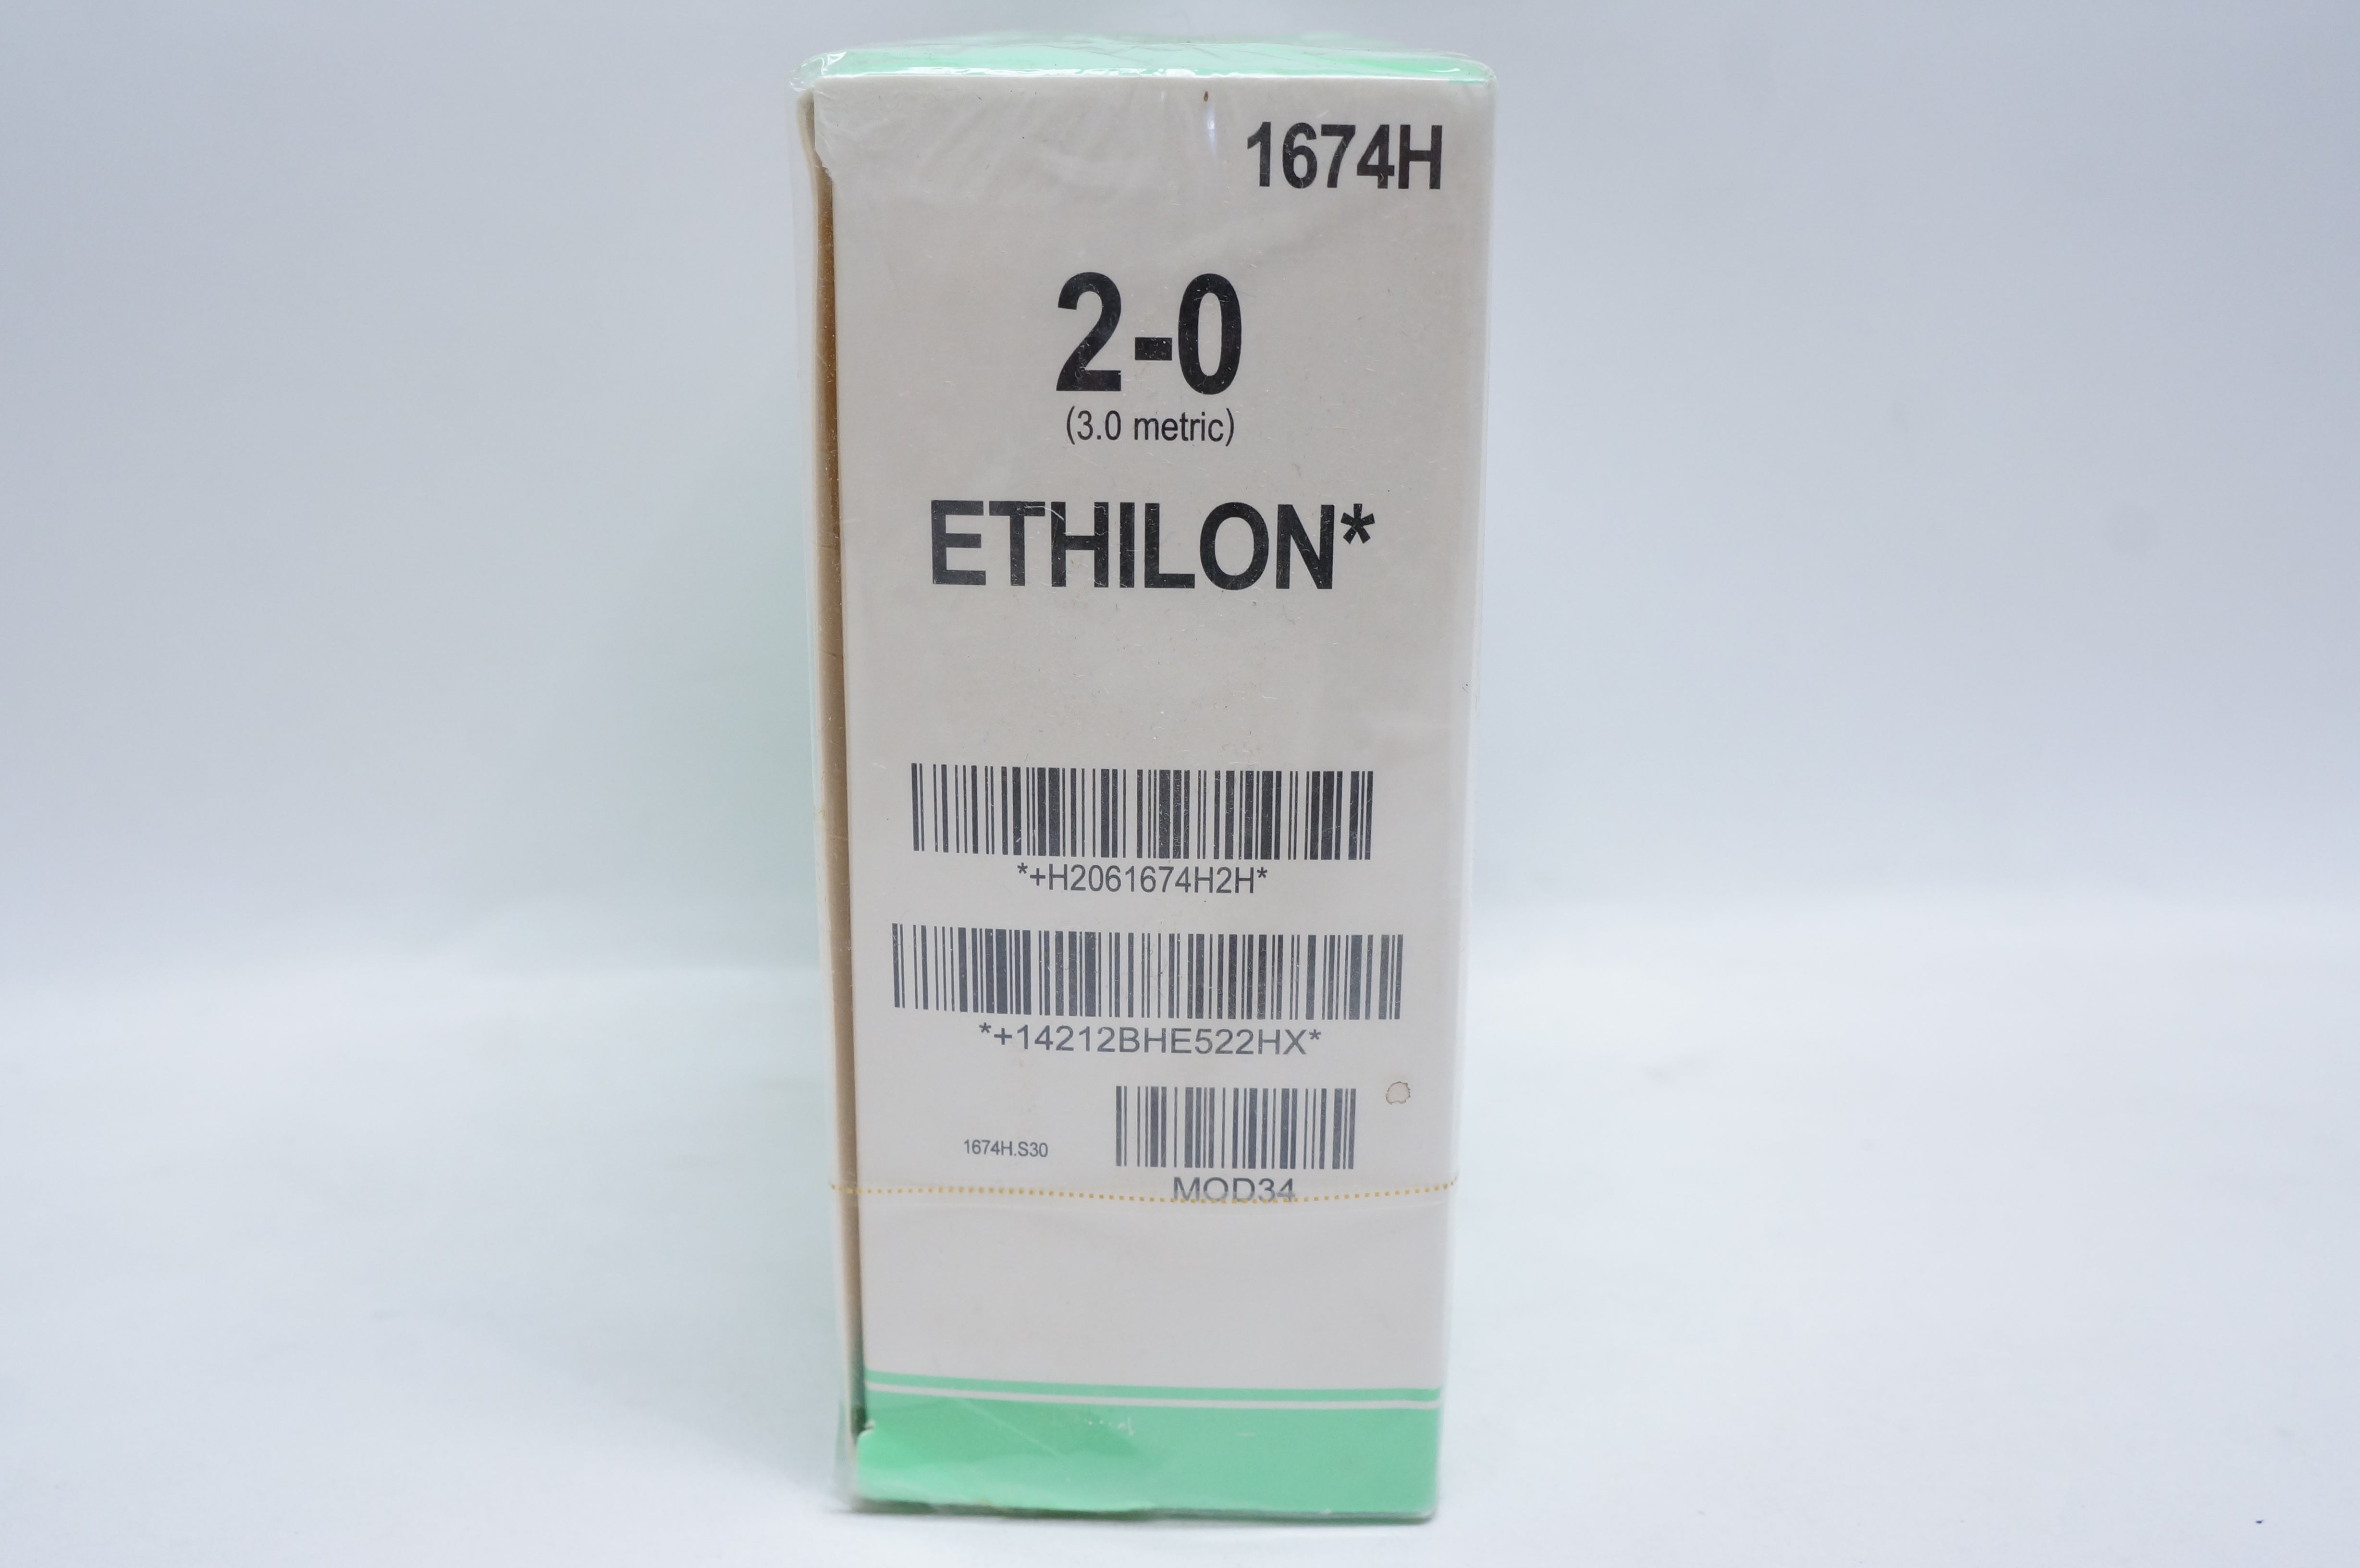 1674H
2-0
(3.0 metric)
ETHILON*
*+H2061674H2H*
*+14212BHE522HX*
1674H.S30
MOD34